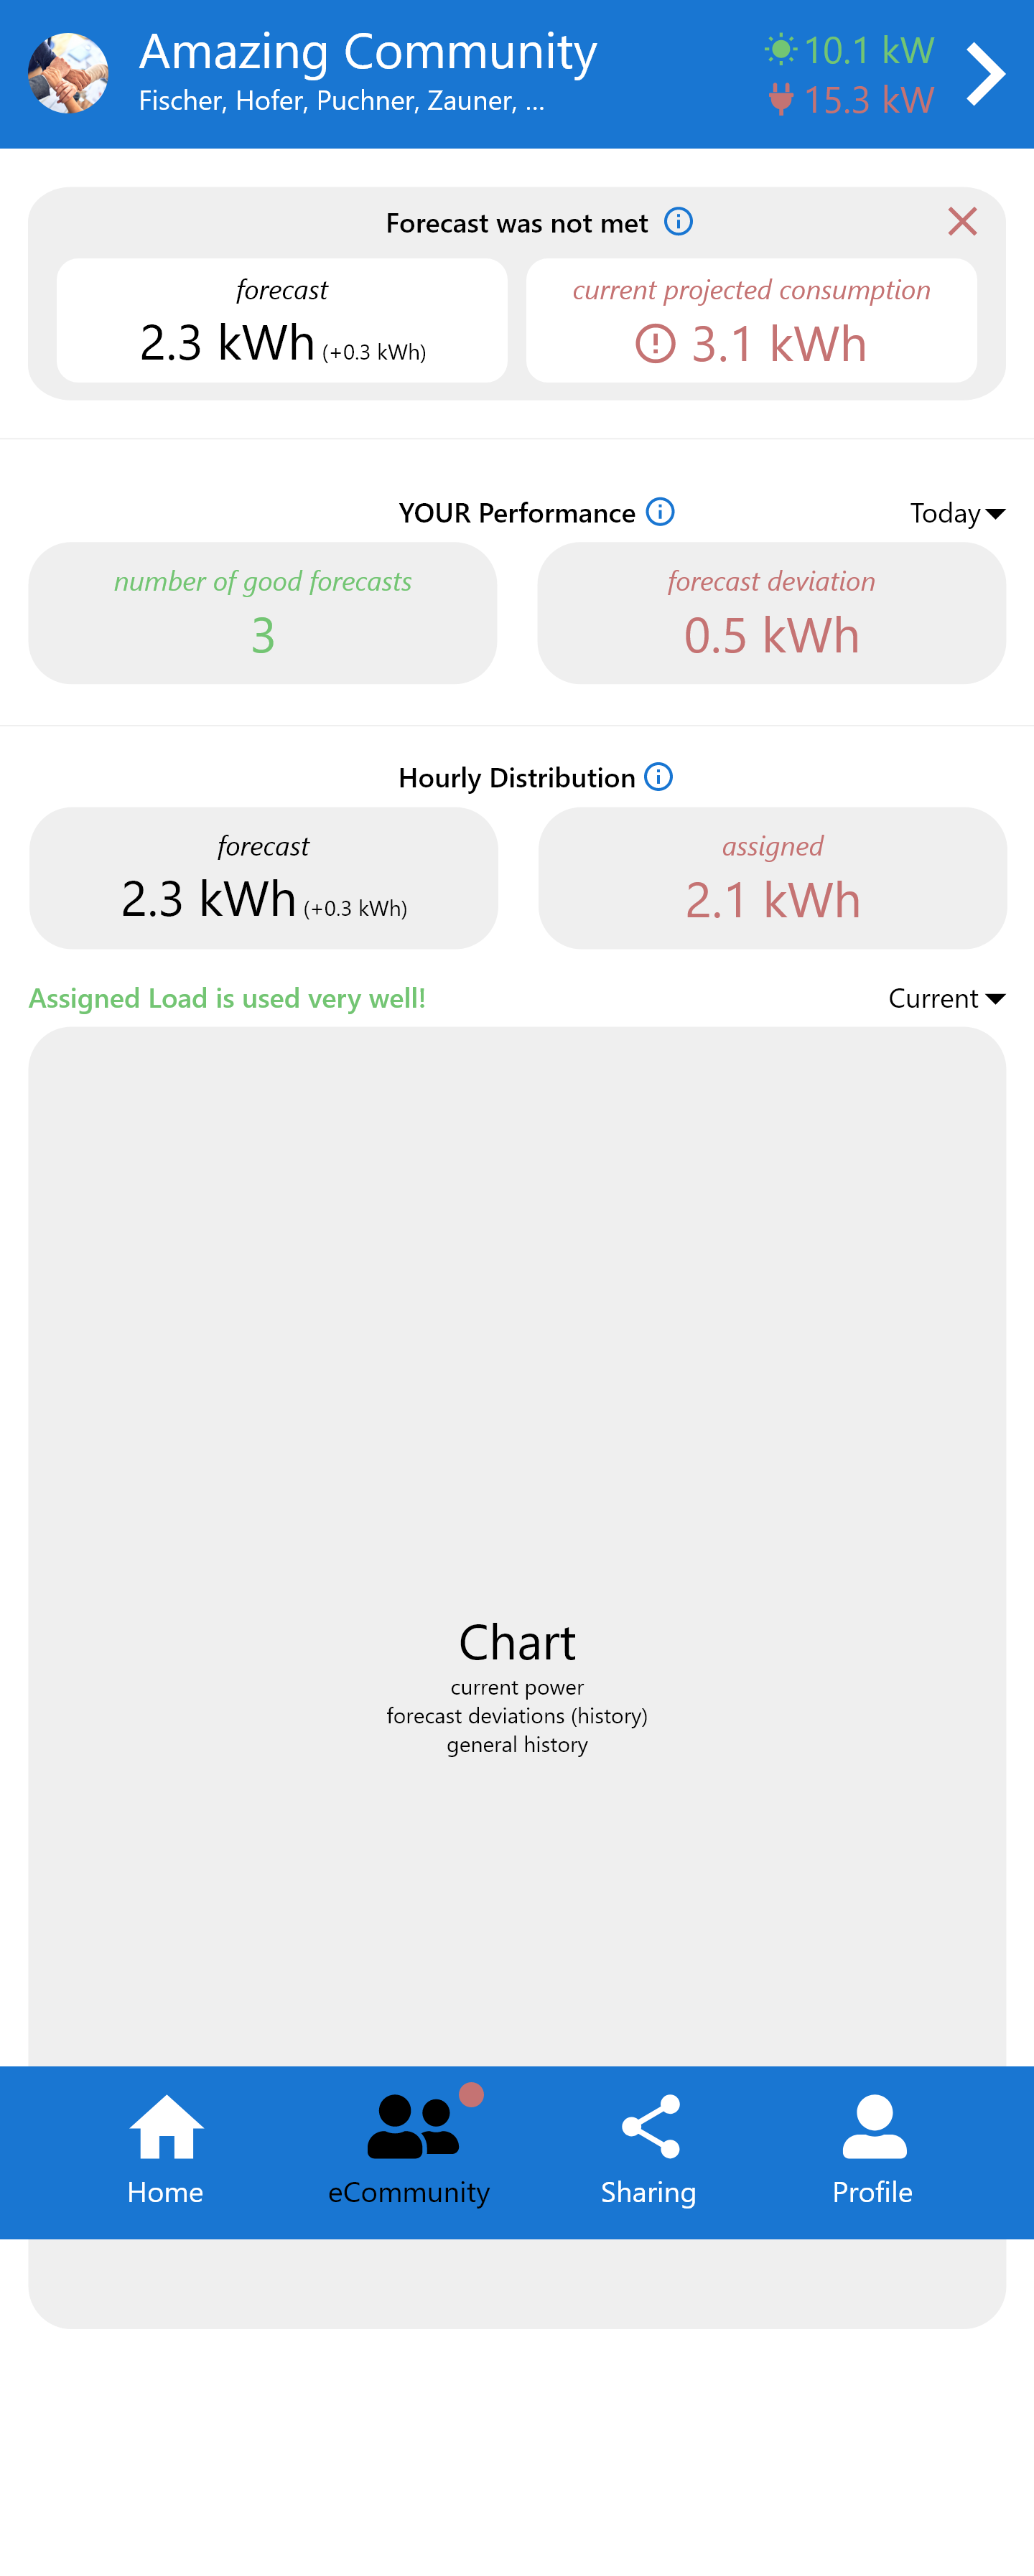 Amazing Community
Fischer, Hofer, Puchner, Zauner, ...
10.1 kW
15.3 kW
Forecast was not met
forecast
2.3 kWh (+0.3 kWh)
current projected consumption
3.1 kWh
YOUR Performance
Today
number of good forecasts
3
forecast deviation
0.5 kWh
Hourly Distribution
forecast
2.3 kWh (+0.3 kWh)
assigned
2.1 kWh
Assigned Load is used very well!
Current
Chart
current power
forecast deviations (history)
general history
Home
eCommunity
Sharing
Profile